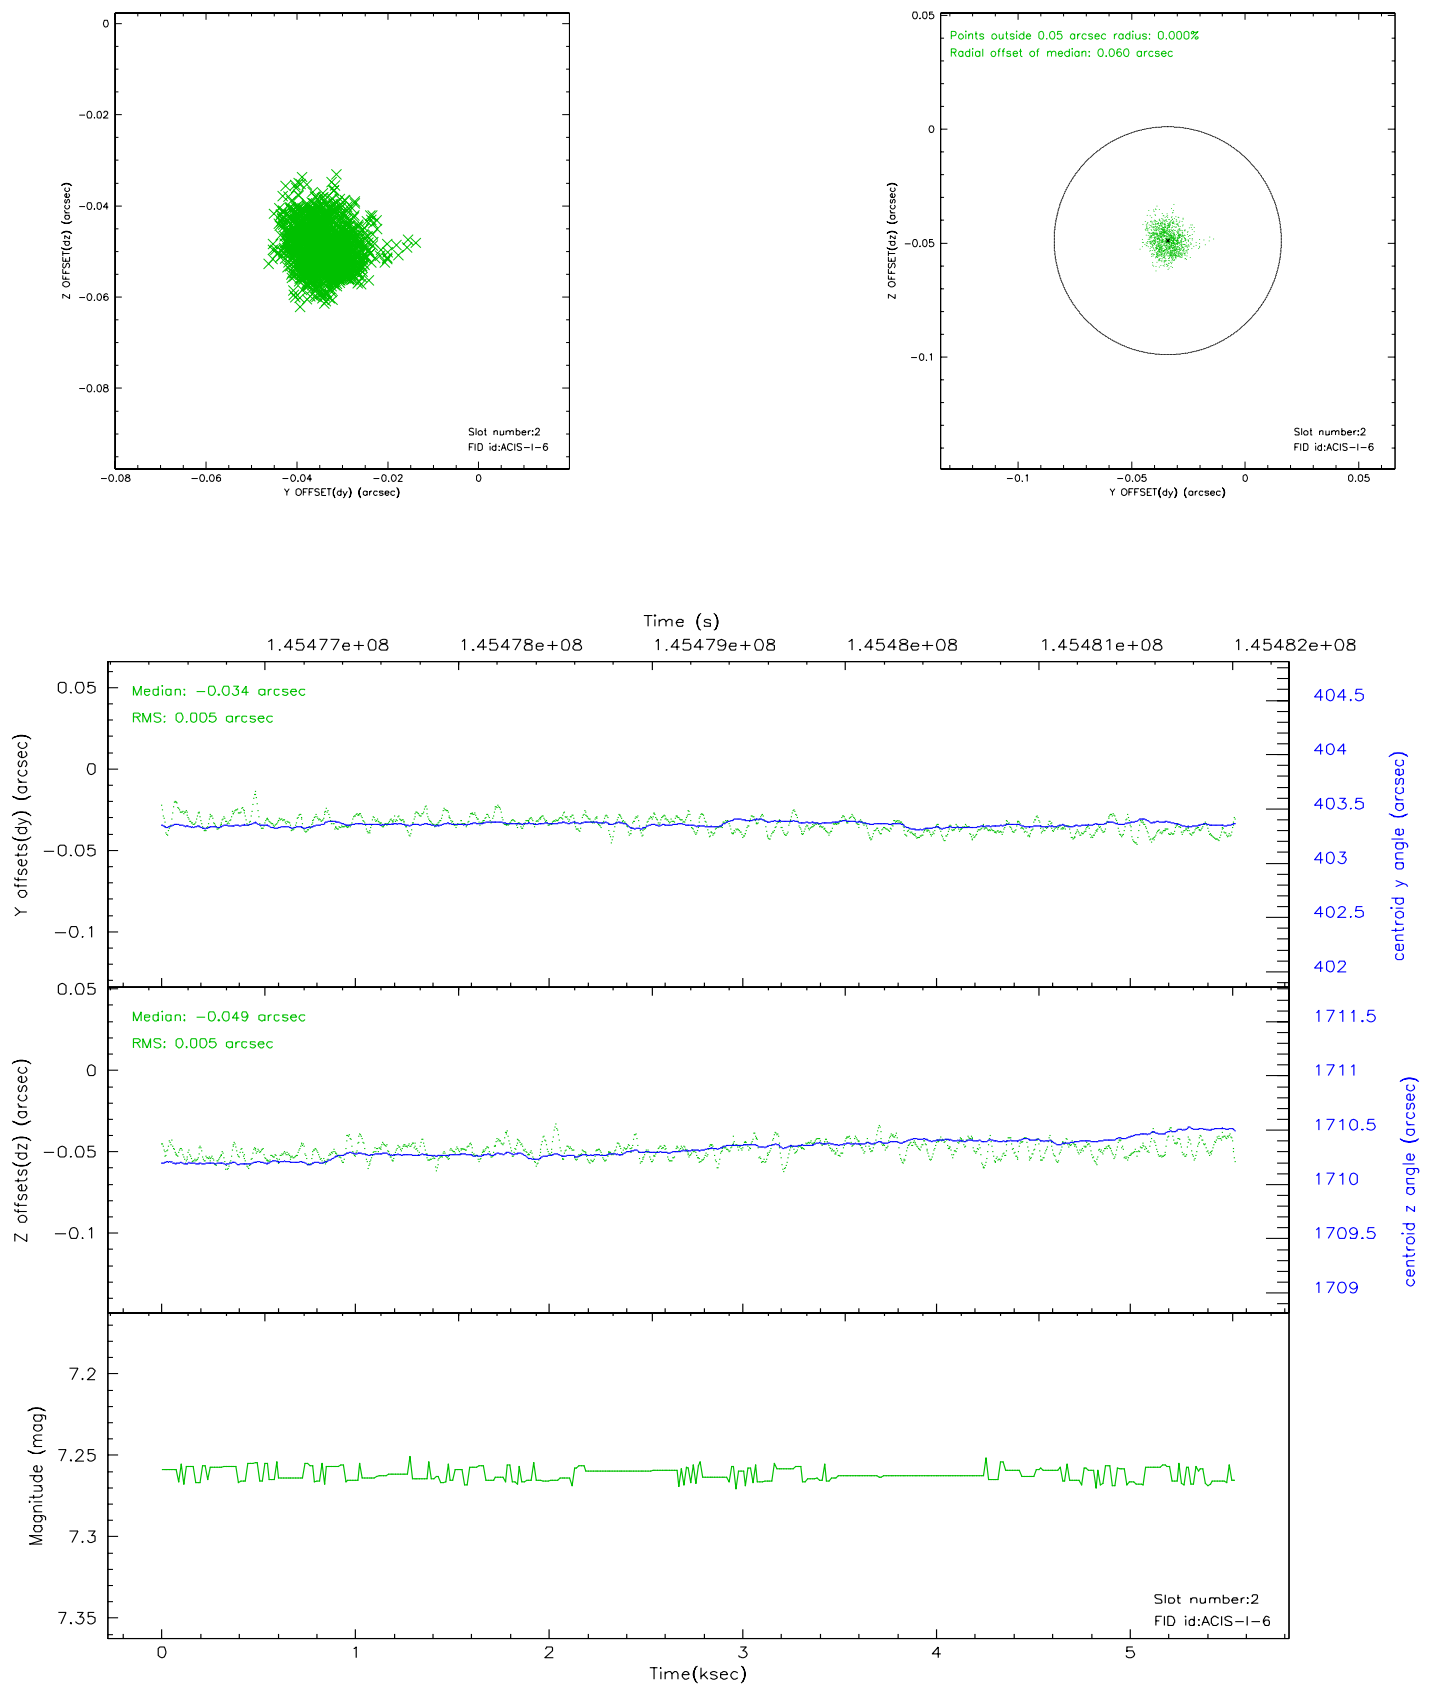 0
-0.02
-0.04
-0.06
-0.08
Z OFFSET(dz) (arcsec)
Slot number:2
FID id:ACIS-I-6
-0.08 -0.06 -0.04 -0.02 0
Y OFFSET(dy) (arcsec)
0.05
Points outside 0.05 arcsec radius: 0.000%
Radial offset of median: 0.060 arcsec
0
-0.05
-0.1
Z OFFSET(dz) (arcsec)
Slot number:2
FID id:ACIS-I-6
-0.1 -0.05 0 0.05
Y OFFSET(dy) (arcsec)
Time (s)
1.45477e+08 1.45478e+08 1.45479e+08 1.4548e+08 1.45481e+08 1.45482e+08
Median: -0.034 arcsec
RMS: 0.005 arcsec
0.05
0
-0.05
-0.1
Y offsets(dy) (arcsec)
404.5
404
403.5
403
402.5
402
centroid y angle (arcsec)
Median: -0.049 arcsec
RMS: 0.005 arcsec
0.05
0
-0.05
-0.1
Z offsets(dz) (arcsec)
1711.5
1711
1710.5
1710
1709.5
1709
centroid z angle (arcsec)
7.2
7.25
7.3
7.35
Magnitude (mag)
Slot number:2
FID id:ACIS-I-6
0 1 2 3 4 5
Time(ksec)